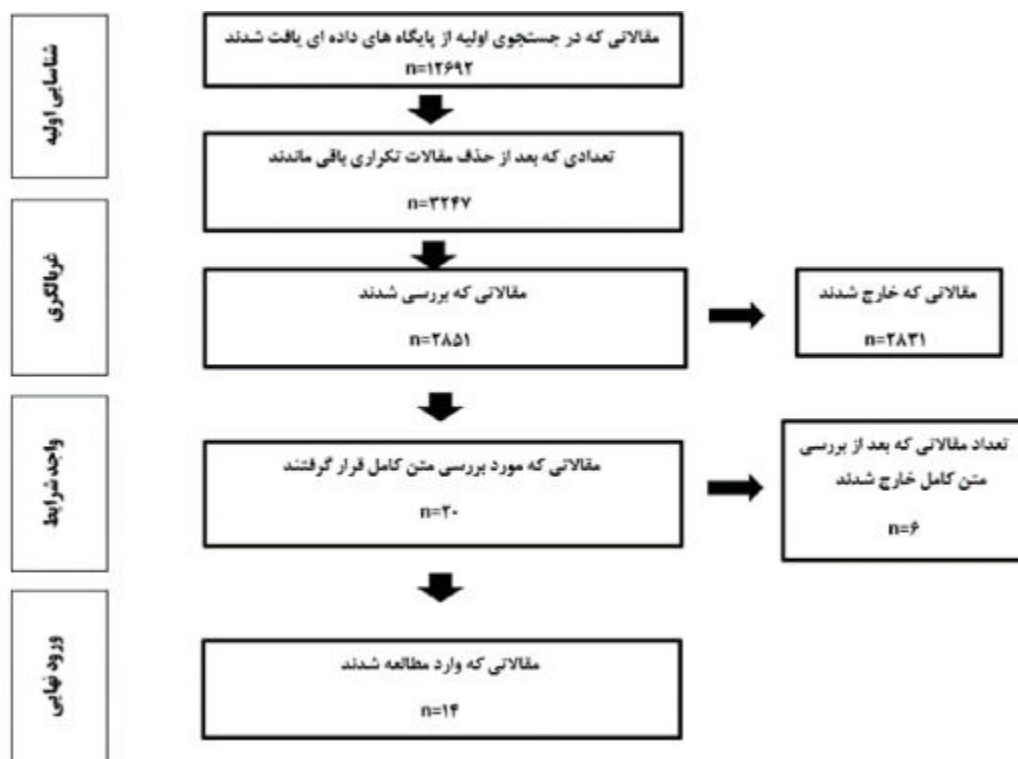 شناسایی اولیه
مقالاتی که در جستجوی اولیه از پایگاه های داده ای یافت شدند
n=۱۲۶۹۲
تعدادی که بعد از حذف مقالات تکراری باقی ماندند
n=۳۲۴۷
غربالگری
مقالاتی که بررسی شدند
n=۲۸۵۱
مقالاتی که خارج شدند
n=۲۸۳۱
واجد شرایط
مقالاتی که مورد بررسی متن کامل قرار گرفتند
n=۲۰
تعداد مقالاتی که بعد از بررسی
متن کامل خارج شدند
n=۶
ورود نهایی
مقالاتی که وارد مطالعه شدند
n=۱۴